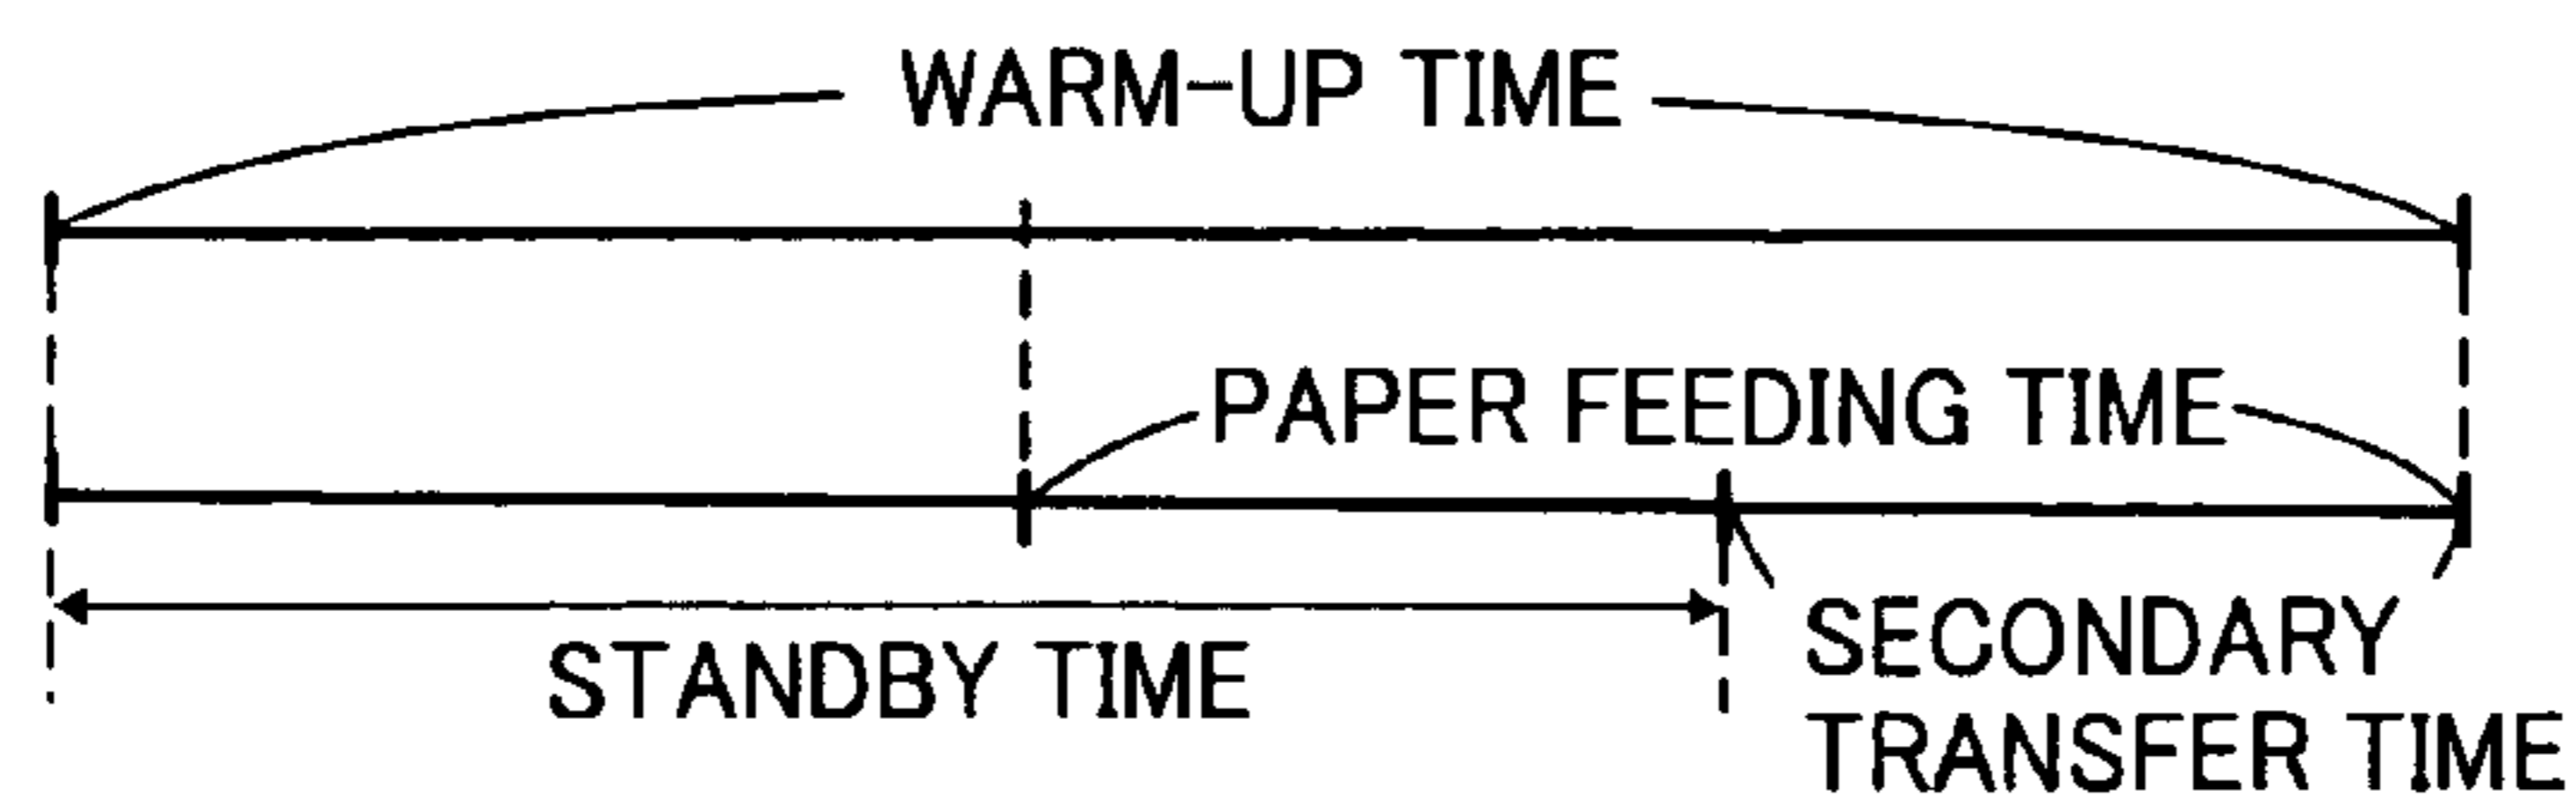 WARM-UP TIME
PAPER FEEDING TIME
STANDBY TIME
SECONDARY
TRANSFER TIME